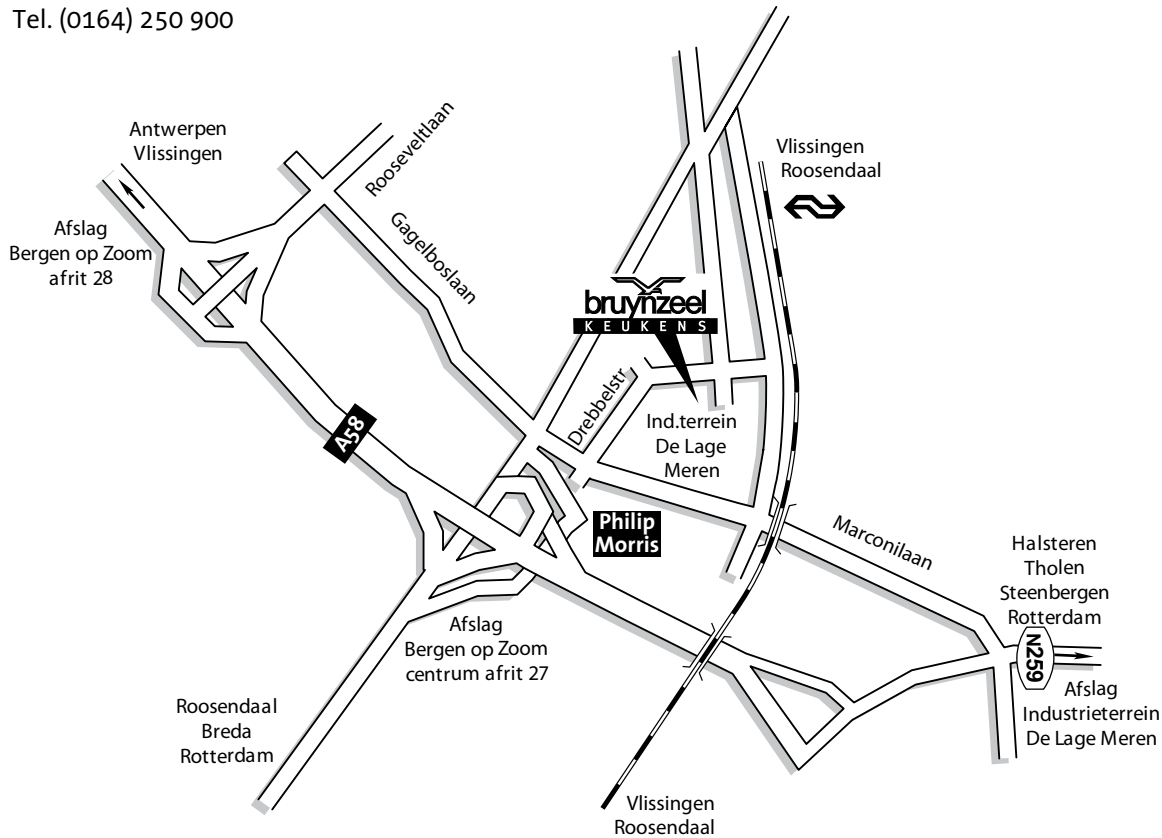 Tel. (0164) 250 900
Antwerpen
Vlissingen
Rooseveltlaan
Vlissingen
Roosendaal
Gagelboslaan
Afslag
Bergen op Zoom
afrit 28
bruynzeel
KEUKENS
Drebbelstr
A58
Ind.terrein
De Lage
Meren
Philip
Morris
Marconilaan
Halsteren
Tholen
Steenbergen
Rotterdam
N259
Afslag
Bergen op Zoom
centrum afrit 27
Afslag
Industrieterrein
De Lage Meren
Roosendaal
Breda
Rotterdam
Vlissingen
Roosendaal